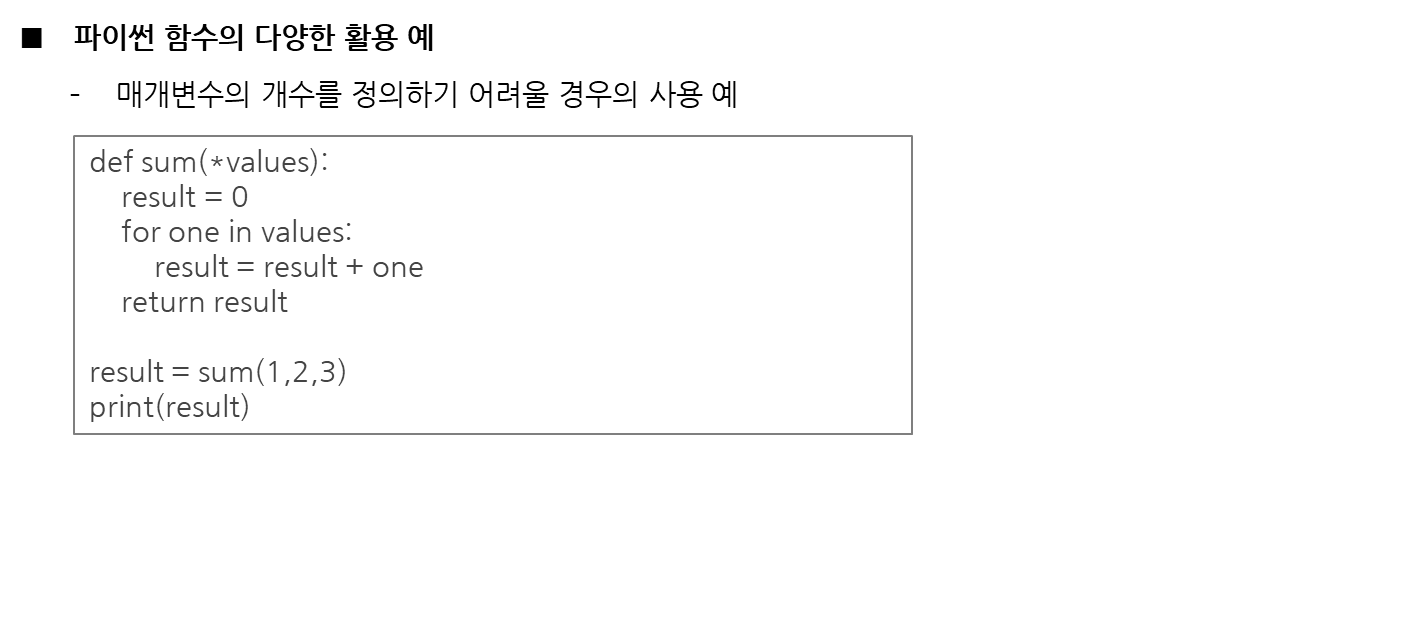 ■ 파이썬 함수의 다양한 활용 예
- 매개변수의 개수를 정의하기 어려울 경우의 사용 예
def sum(*values):
    result = 0
    for one in values:
        result = result + one
    return result

result = sum(1,2,3)
print(result)